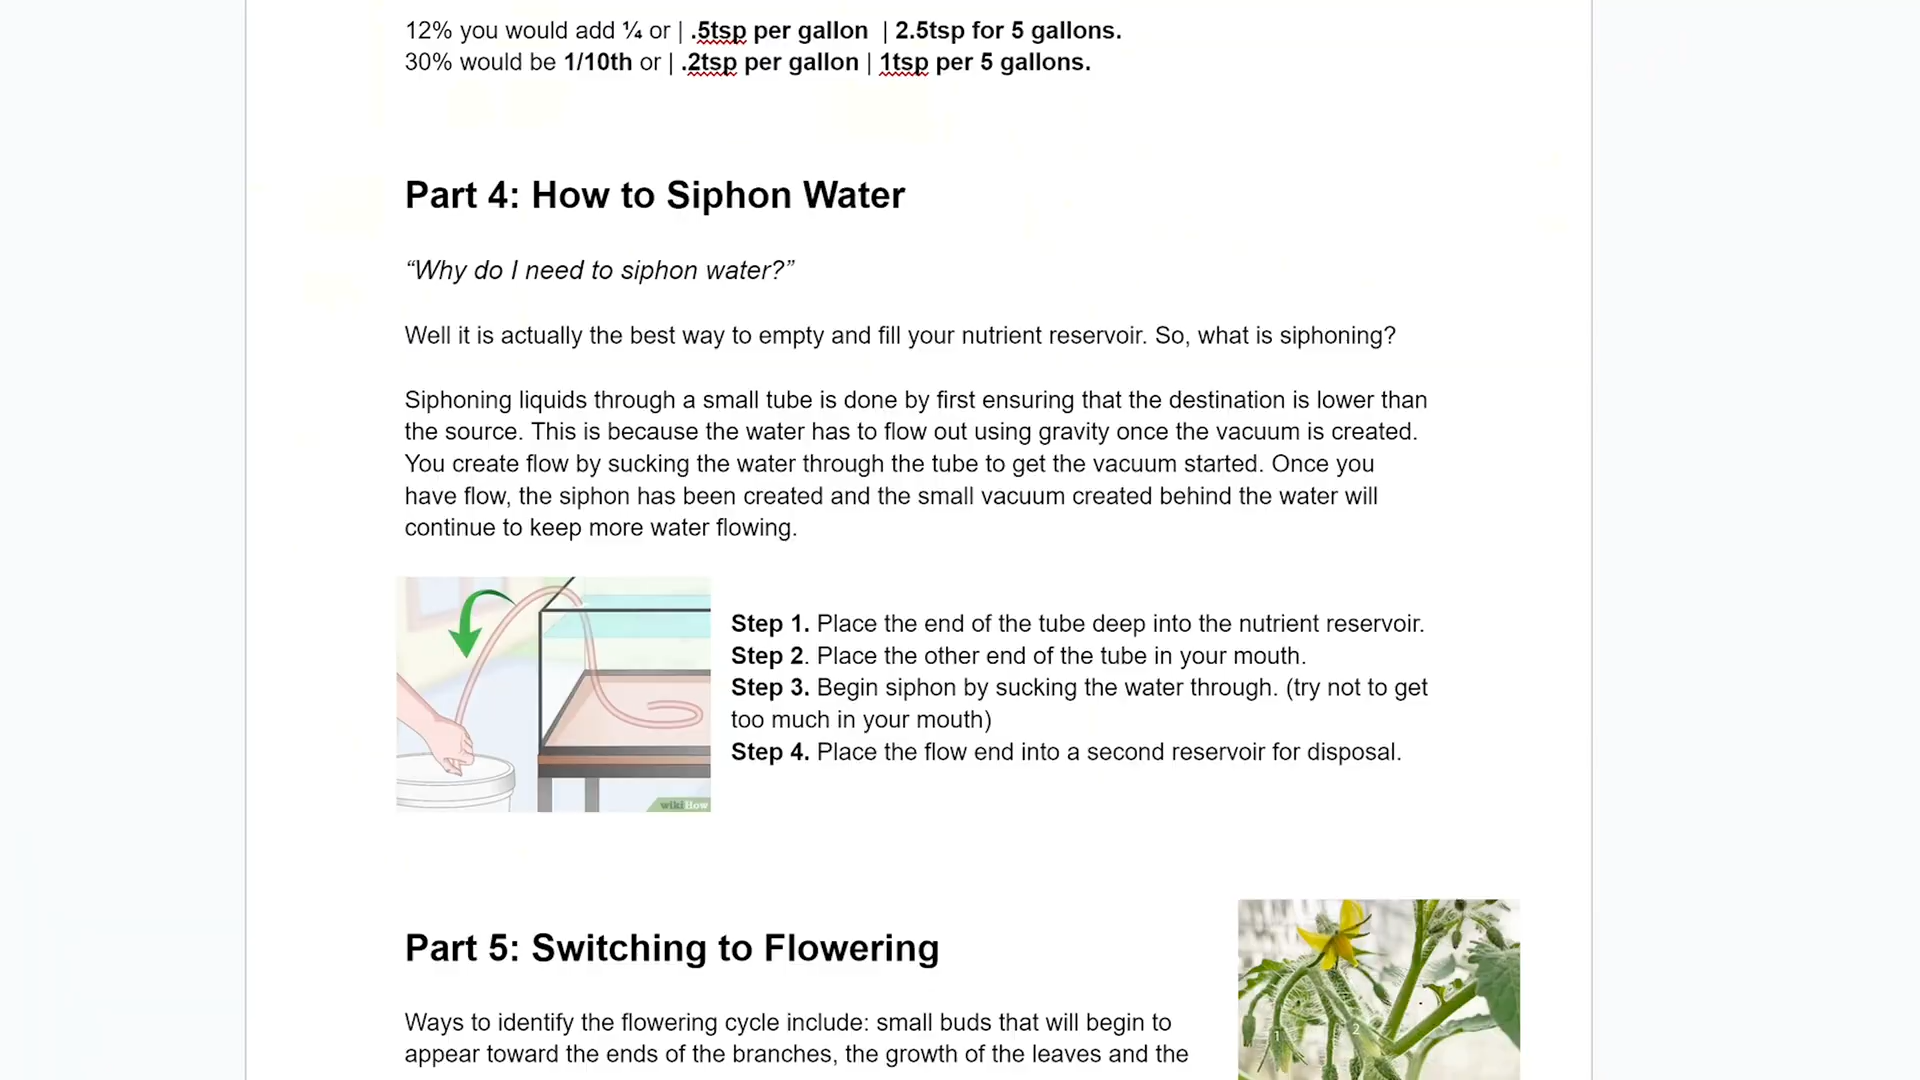 12% you would add ¼ or | .5tsp per gallon | 2.5tsp for 5 gallons.
30% would be 1/10th or | .2tsp per gallon | 1tsp per 5 gallons.
Part 4: How to Siphon Water
“Why do I need to siphon water?”
Well it is actually the best way to empty and fill your nutrient reservoir. So, what is siphoning?
Siphoning liquids through a small tube is done by first ensuring that the destination is lower than
the source. This is because the water has to flow out using gravity once the vacuum is created.
You create flow by sucking the water through the tube to get the vacuum started. Once you
have flow, the siphon has been created and the small vacuum created behind the water will
continue to keep more water flowing.
Step 1. Place the end of the tube deep into the nutrient reservoir.
Step 2. Place the other end of the tube in your mouth.
Step 3. Begin siphon by sucking the water through. (try not to get
too much in your mouth)
Step 4. Place the flow end into a second reservoir for disposal.
wikiHow
Part 5: Switching to Flowering
Ways to identify the flowering cycle include: small buds that will begin to
appear toward the ends of the branches, the growth of the leaves and the
1
2